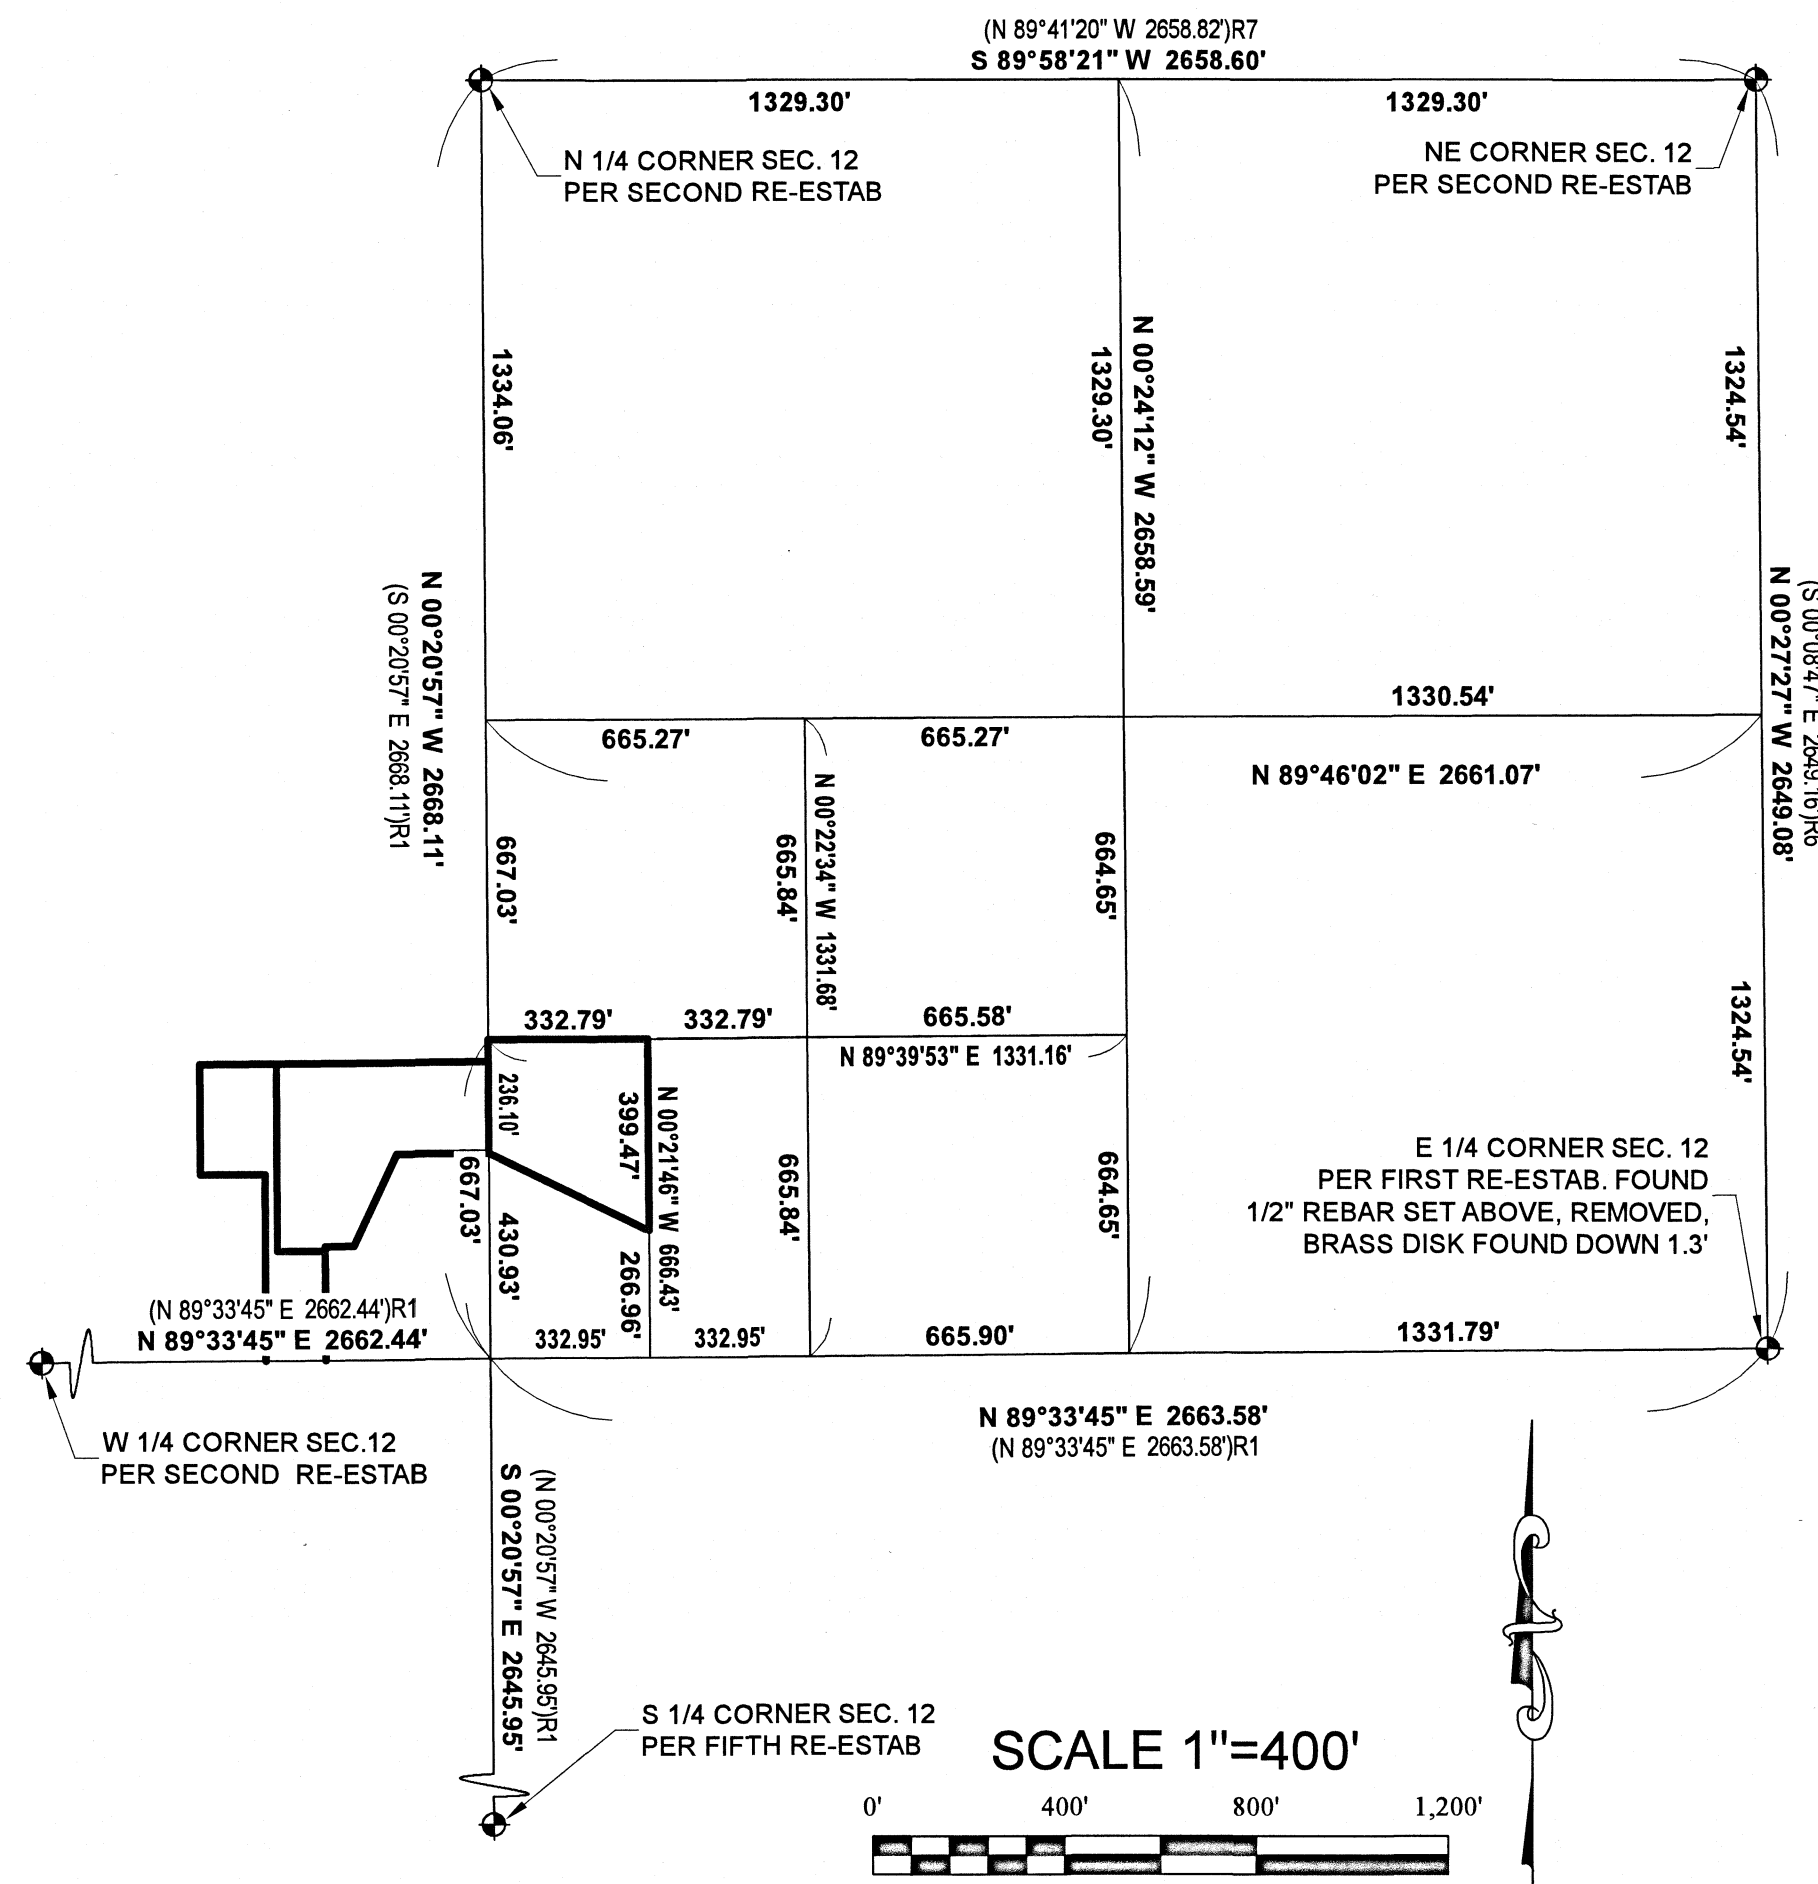 (N 89°41'20" W 2658.82')R7
S 89°58'21" W 2658.60'
1329.30'
1329.30'
N 1/4 CORNER SEC. 12
PER SECOND RE-ESTAB
NE CORNER SEC. 12
PER SECOND RE-ESTAB
1334.06'
1329.30'
N 00°24'12" W 2658.59'
1324.54'
N 00°20'57" W 2668.11'
(S 00°20'57" E 2668.11')R1
N 00°27'27" W 2649.08'
(S 00°08'47" E 2649.16')R6
1330.54'
665.27'
665.27'
N 89°46'02" E 2661.07'
667.03'
665.84'
N 00°22'34" W 1331.68'
664.65'
332.79'
332.79'
665.58'
N 89°39'53" E 1331.16'
1324.54'
236.10'
399.47'
N 00°21'46" W 666.43'
667.03'
430.93'
266.96'
665.84'
664.65'
E 1/4 CORNER SEC. 12
PER FIRST RE-ESTAB. FOUND
1/2" REBAR SET ABOVE, REMOVED,
BRASS DISK FOUND DOWN 1.3'
(N 89°33'45" E 2662.44')R1
N 89°33'45" E 2662.44'
332.95'
332.95'
665.90'
1331.79'
N 89°33'45" E 2663.58'
(N 89°33'45" E 2663.58')R1
W 1/4 CORNER SEC.12
PER SECOND RE-ESTAB
(N 00°20'57" W 2645.95')R1
S 00°20'57" E 2645.95'
S 1/4 CORNER SEC. 12
PER FIFTH RE-ESTAB
SCALE 1"=400'
0' 400' 800' 1,200'